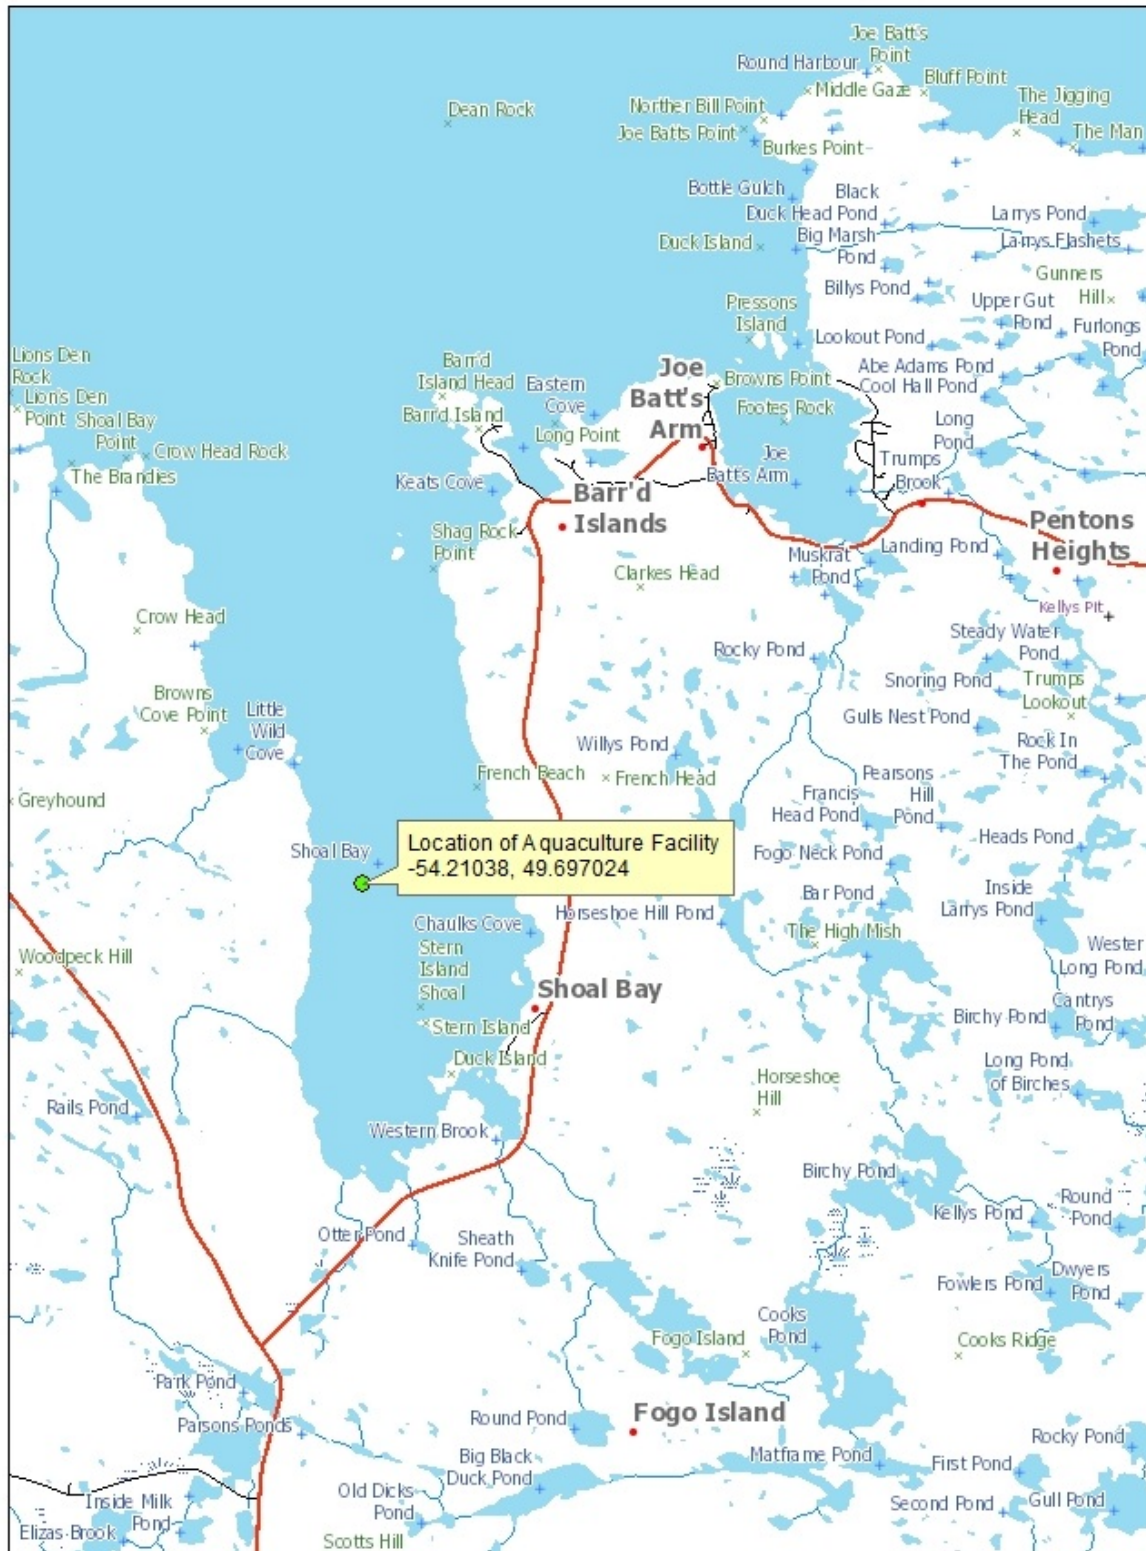 Joe Batt's
Point
Round Harbour
Bluff Point
Middle Gaze
The Jigging
Head
Dean Rock
Norther Bill Point
Joe Batts Point
The Man
Burkes Point
Bottle Gulch
Black
Duck Head Pond
Larrys Pond
Duck Island
Big Marsh
Pond
Larrys Flashets
Billys Pond
Gunners
Hill
Pressons
Island
Upper Gut
Pond
Furlongs
Pond
Lookout Pond
Lions Den
Rock
Barr'd
Island Head
Joe
Batt's
Arm
Abe Adams Pond
Cool Hall Pond
Browns Point
Eastern
Cove
Lion's Den
Point
Shoal Bay
Point
Barr'd Island
Footes Rock
Long
Pond
Long Point
Crow Head Rock
The Brandies
Keats Cove
Joe
Batt's Arm
Trumps
Brook
Barr'd
Islands
Pentons
Heights
Shag Rock
Point
Landing Pond
Muskrat
Pond
Clarkes Head
Kellys Pit
Crow Head
Steady Water
Pond
Rocky Pond
Snoring Pond
Trumps
Lookout
Browns
Cove Point
Little
Wild
Cove
Gulls Nest Pond
Willys Pond
Rock In
The Pond
French Beach
French Head
Pearsons
Hill
Pond
Francis
Head Pond
Greyhound
Heads Pond
Location of Aquaculture Facility
-54.21038, 49.697024
Shoal Bay
Fogo Neck Pond
Bar Pond
Inside
Larrys Pond
Chaulks Cove
Horseshoe Hill Pond
The High Mish
Woodpeck Hill
Stern
Island
Shoal
Wester
Long Pond
Shoal Bay
Cantrys
Pond
Birchy Pond
Stern Island
Duck Island
Long Pond
of Birches
Horseshoe
Hill
Rails Pond
Western Brook
Birchy Pond
Round
Pond
Kellys Pond
Otter Pond
Sheath
Knife Pond
Dwyers
Pond
Fowlers Pond
Cooks
Pond
Fogo Island
Cooks Ridge
Park Pond
Fogo Island
Round Pond
Parsons Ponds
Rocky Pond
Big Black
Duck Pond
Matframe Pond
First Pond
Old Dicks
Pond
Inside Milk
Pond
Second Pond
Gull Pond
Elizas Brook
Scotts Hill